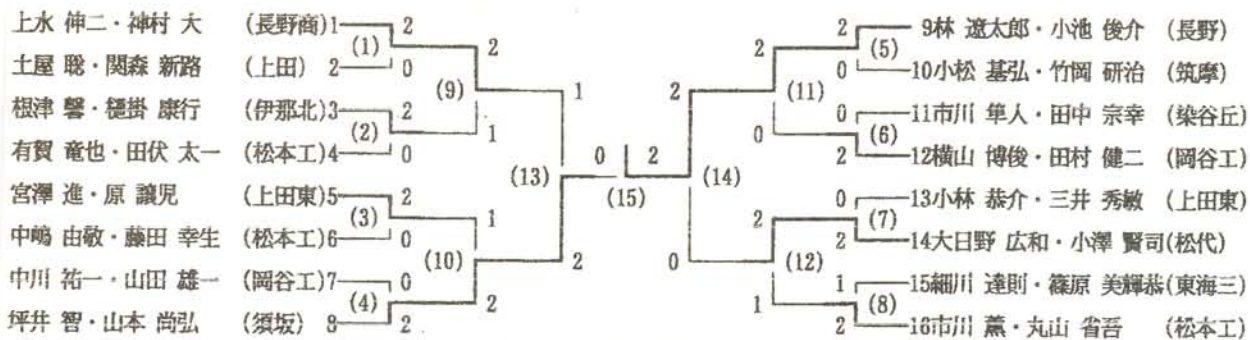 上水 伸二・神村 大 (長野商)1
土屋 聡・関森 新路 (上田) 2
根津 馨・樋掛 康行 (伊那北)3
有賀 竜也・田伏 太一 (松本工)4
宮澤 進・原 譲児 (上田東)5
中嶋 由敬・藤田 幸生 (松本工)6
中川 祐一・山田 雄一 (岡谷工)7
坪井 智・山本 尚弘 (須坂) 8
2
(1)
0
2
(9)
2
(2)
0
1
1
(13)
2
(3)
0
1
(10)
0
(4)
2
2
2
0
2
(15)
2
(5)
0
2
(11)
0
(6)
2
0
2
(14)
0
(7)
2
2
(12)
1
(8)
2
1
0
9林 遼太郎・小池 俊介 (長野)
10小松 基弘・竹岡 研治 (筑摩)
11市川 隼人・田中 宗幸 (染谷丘)
12横山 博俊・田村 健二 (岡谷工)
13小林 恭介・三井 秀敏 (上田東)
14大日野 広和・小澤 賢司(松代)
15細川 達則・篠原 美輝恭(東海三)
16市川 薫・丸山 省吾 (松本工)